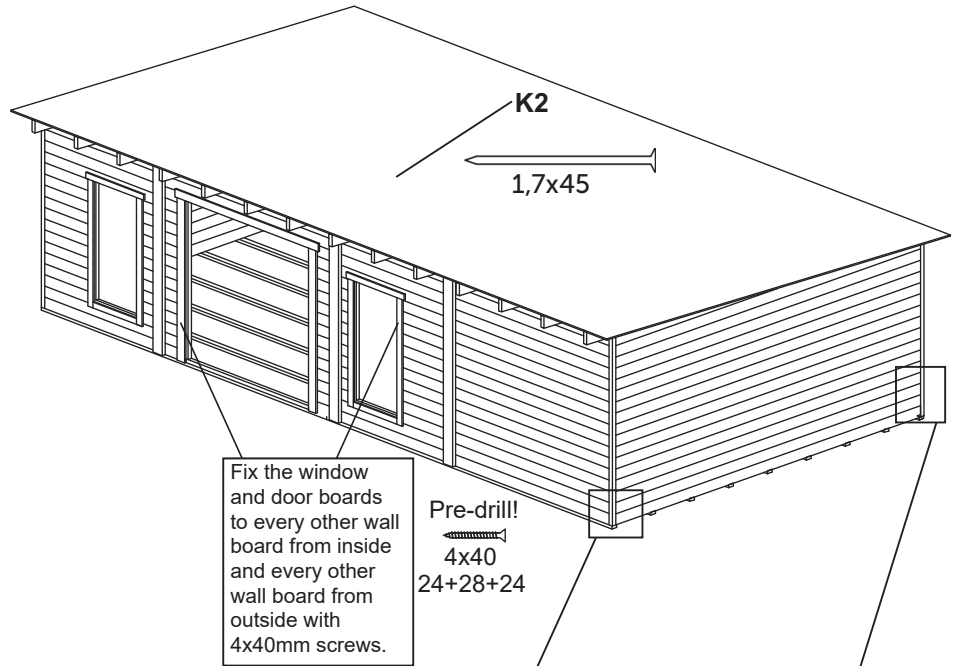 K2
1,7x45
Fix the window
and door boards
to every other wall
board from inside
and every other
wall board from
outside with
4x40mm screws.
Pre-drill!
4x40
24+28+24